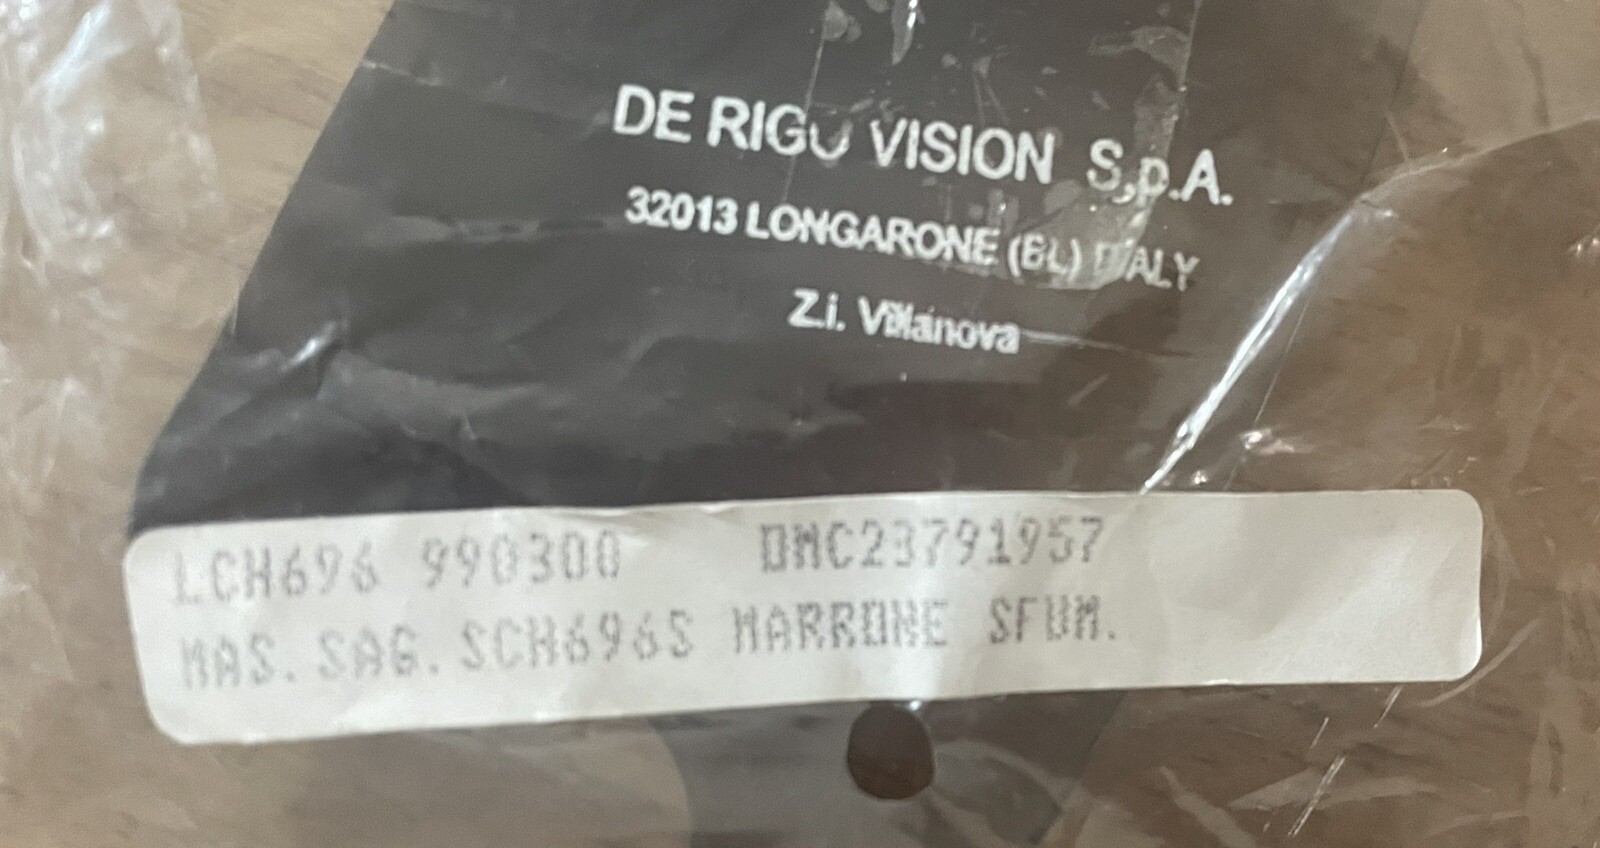 DE RIGO VISION S.p.A.
32013 LONGARONE (BL) ITALY
Z.i. Villanova
LCH696 990300 DMC23791957
MAS. SAG. SCH696S MARRONE SFUM.